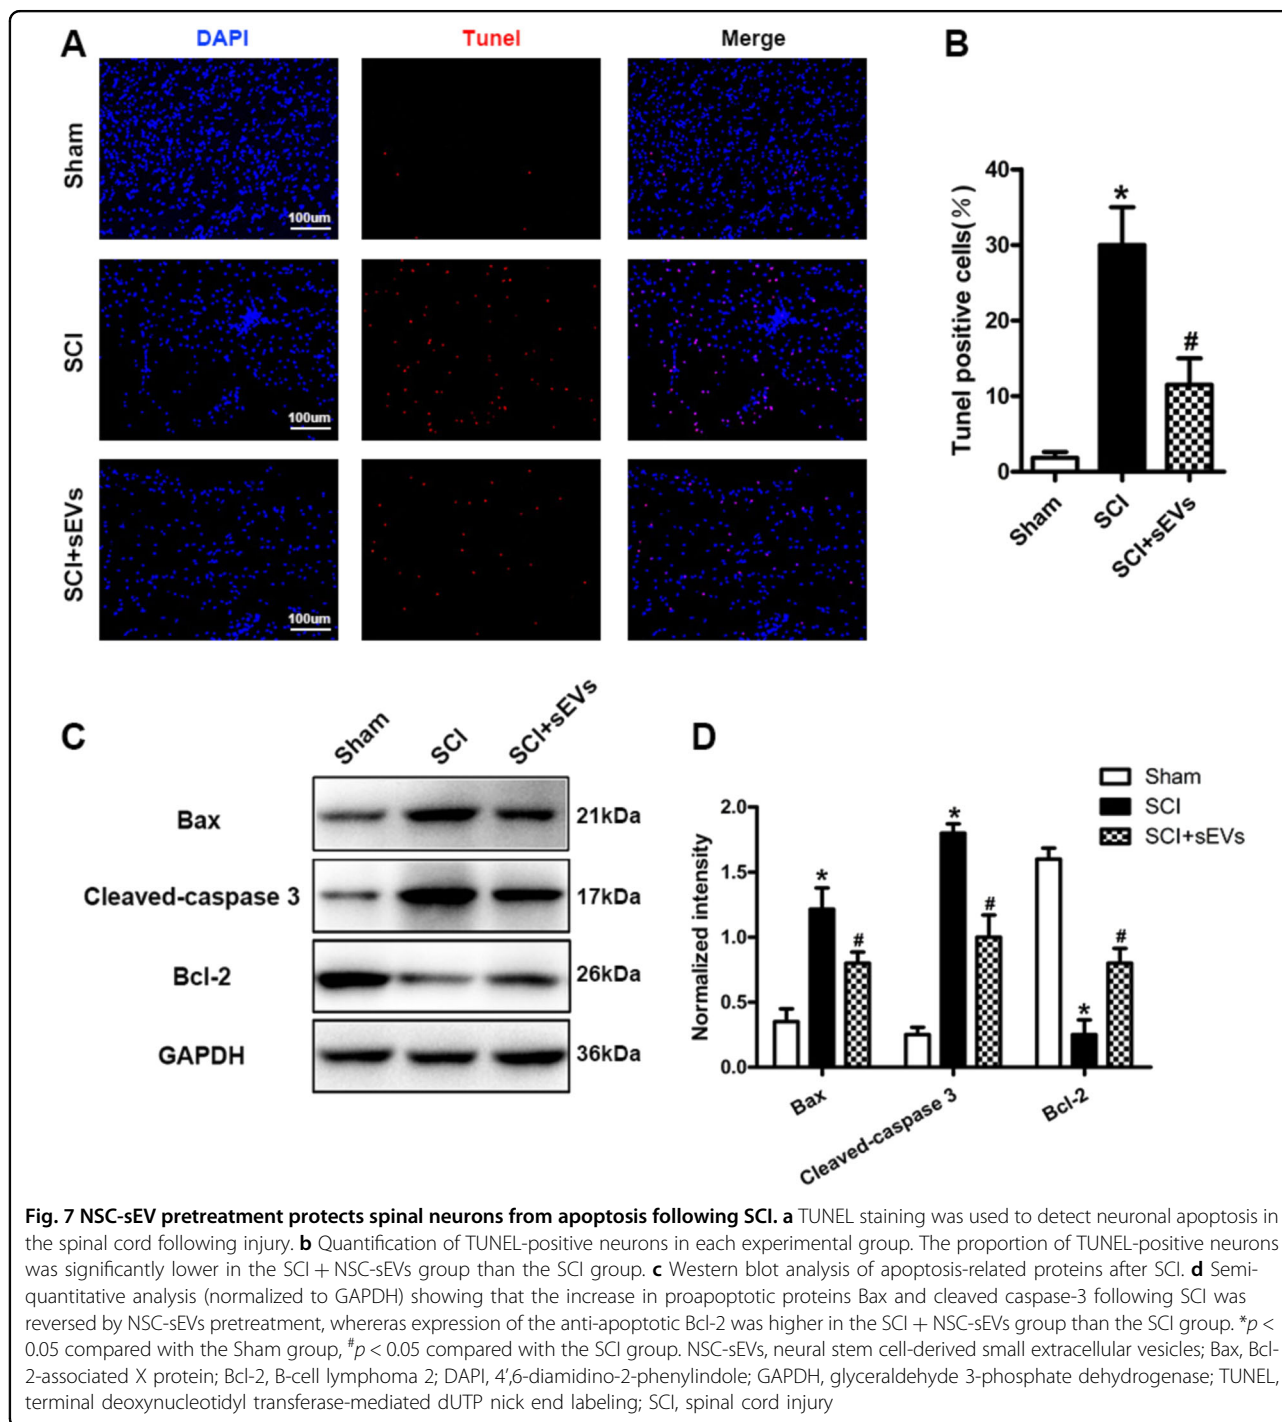 A
DAPI
Tunel
Merge
Sham
100um
SCI
100um
SCI+sEVs
100um
B
Tunel positive cells(%)
40
30
20
10
0
*
#
Sham
SCI
SCI+sEVs
C
Sham
SCI
SCI+sEVs
Bax
21kDa
Cleaved-caspase 3
17kDa
Bcl-2
26kDa
GAPDH
36kDa
D
Sham
SCI
SCI+sEVs
Normalized intensity
2.0
1.5
1.0
0.5
0.0
*
#
*
#
*
#
Bax
Cleaved-caspase 3
Bcl-2
Fig. 7 NSC-sEV pretreatment protects spinal neurons from apoptosis following SCI. a TUNEL staining was used to detect neuronal apoptosis in
the spinal cord following injury. b Quantification of TUNEL-positive neurons in each experimental group. The proportion of TUNEL-positive neurons
was significantly lower in the SCI + NSC-sEVs group than the SCI group. c Western blot analysis of apoptosis-related proteins after SCI. d Semi-
quantitative analysis (normalized to GAPDH) showing that the increase in proapoptotic proteins Bax and cleaved caspase-3 following SCI was
reversed by NSC-sEVs pretreatment, whereras expression of the anti-apoptotic Bcl-2 was higher in the SCI + NSC-sEVs group than the SCI group. *p <
0.05 compared with the Sham group, #p < 0.05 compared with the SCI group. NSC-sEVs, neural stem cell-derived small extracellular vesicles; Bax, Bcl-
2-associated X protein; Bcl-2, B-cell lymphoma 2; DAPI, 4′,6-diamidino-2-phenylindole; GAPDH, glyceraldehyde 3-phosphate dehydrogenase; TUNEL,
terminal deoxynucleotidyl transferase-mediated dUTP nick end labeling; SCI, spinal cord injury